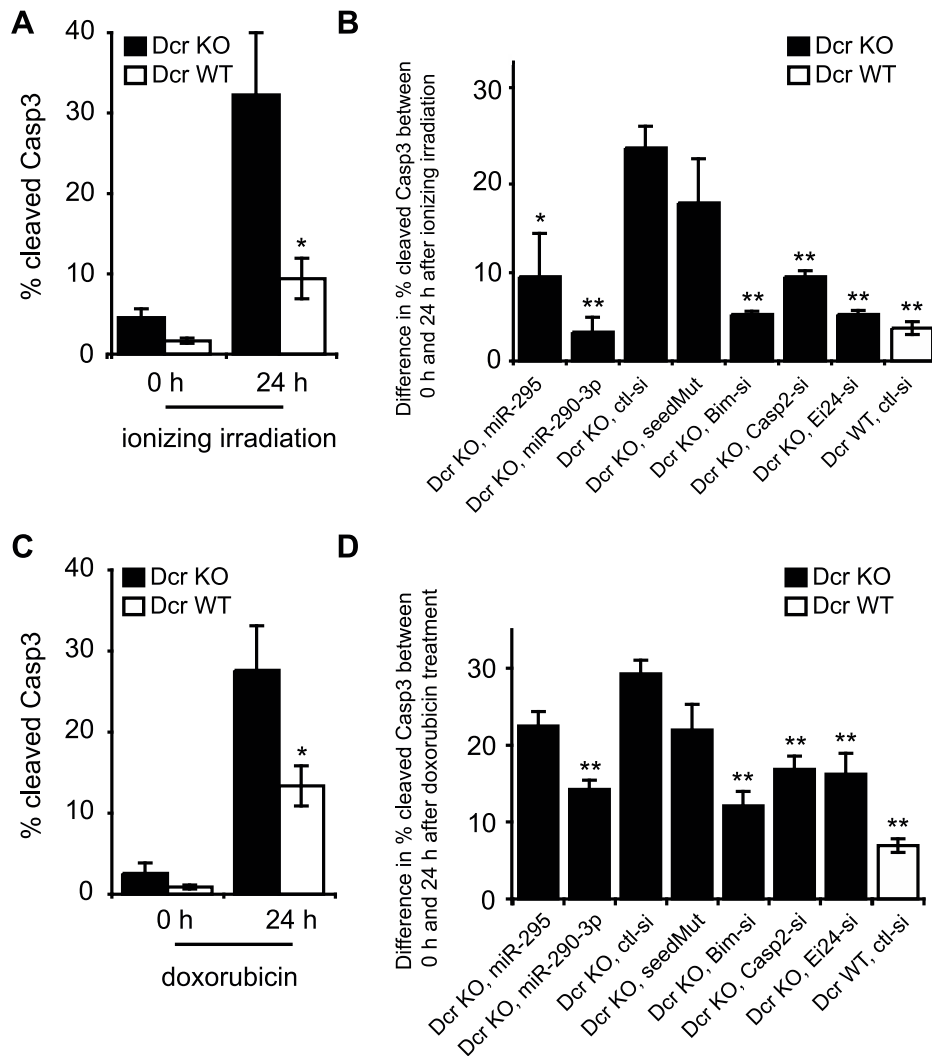 A
% cleaved Casp3
40
30
20
10
0
Dcr KO
Dcr WT
*
0 h
24 h
ionizing irradiation
B
Difference in % cleaved Casp3 between
0 h and 24 h after ionizing irradiation
30
20
10
0
Dcr KO
Dcr WT
*
**
**
**
**
**
Dcr KO, miR-295
Dcr KO, miR-290-3p
Dcr KO, ctl-si
Dcr KO, seedMut
Dcr KO, Bim-si
Dcr KO, Casp2-si
Dcr KO, Ei24-si
Dcr WT, ctl-si
C
% cleaved Casp3
40
30
20
10
0
Dcr KO
Dcr WT
*
0 h
24 h
doxorubicin
D
Difference in % cleaved Casp3 between
0 h and 24 h after doxorubicin treatment
30
20
10
0
Dcr KO
Dcr WT
**
**
**
**
**
Dcr KO, miR-295
Dcr KO, miR-290-3p
Dcr KO, ctl-si
Dcr KO, seedMut
Dcr KO, Bim-si
Dcr KO, Casp2-si
Dcr KO, Ei24-si
Dcr WT, ctl-si